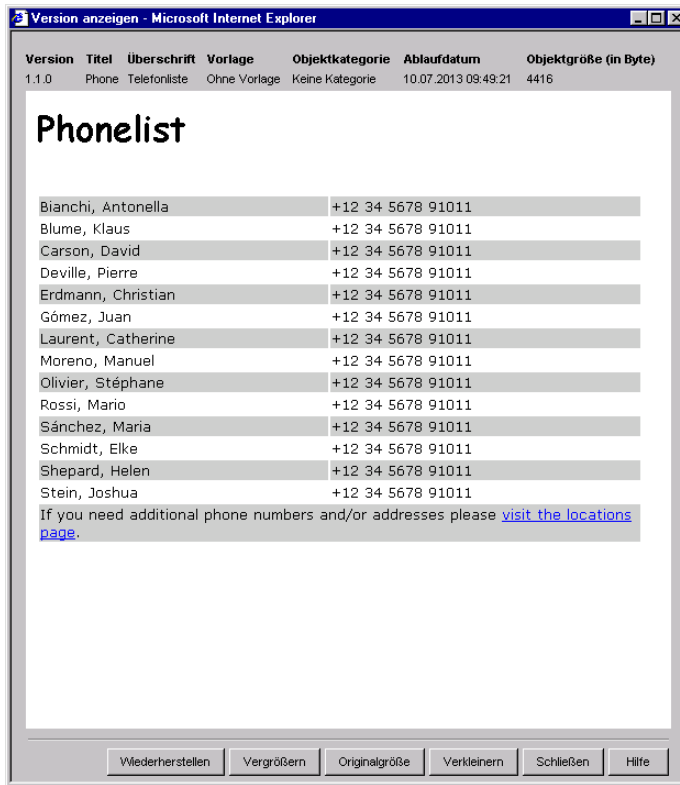 Version anzeigen - Microsoft Internet Explorer
Version Titel Überschrift Vorlage Objektkategorie Ablaufdatum Objektgröße (in Byte)
1.1.0 Phone Telefonliste Ohne Vorlage Keine Kategorie 10.07.2013 09:49:21 4416
Phonelist
Bianchi, Antonella +12 34 5678 91011
Blume, Klaus +12 34 5678 91011
Carson, David +12 34 5678 91011
Deville, Pierre +12 34 5678 91011
Erdmann, Christian +12 34 5678 91011
Gómez, Juan +12 34 5678 91011
Laurent, Catherine +12 34 5678 91011
Moreno, Manuel +12 34 5678 91011
Olivier, Stéphane +12 34 5678 91011
Rossi, Mario +12 34 5678 91011
Sánchez, Maria +12 34 5678 91011
Schmidt, Elke +12 34 5678 91011
Shepard, Helen +12 34 5678 91011
Stein, Joshua +12 34 5678 91011
If you need additional phone numbers and/or addresses please visit the locations
page.
Wiederherstellen Vergrößern Originalgröße Verkleinern Schließen Hilfe